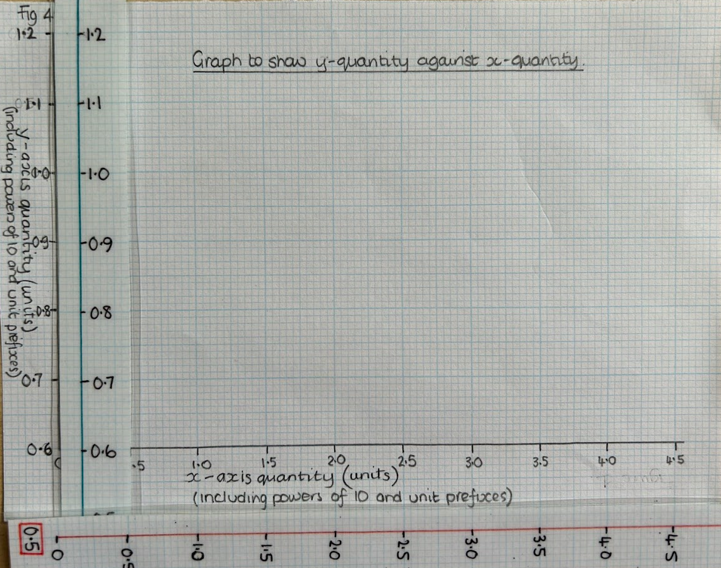 Fig 4
Graph to show y-quantity against x-quantity.
y-axis quantity (units)
(including powers of 10 and unit prefixes)
1.2
1.1
1.0
0.9
0.8
0.7
0.6
1.2
1.1
1.0
0.9
0.8
0.7
0.6
.5 1.0 1.5 2.0 2.5 3.0 3.5 4.0 4.5
x-axis quantity (units)
(including powers of 10 and unit prefixes)
0.5 0 0.5 1.0 1.5 2.0 2.5 3.0 3.5 4.0 4.5